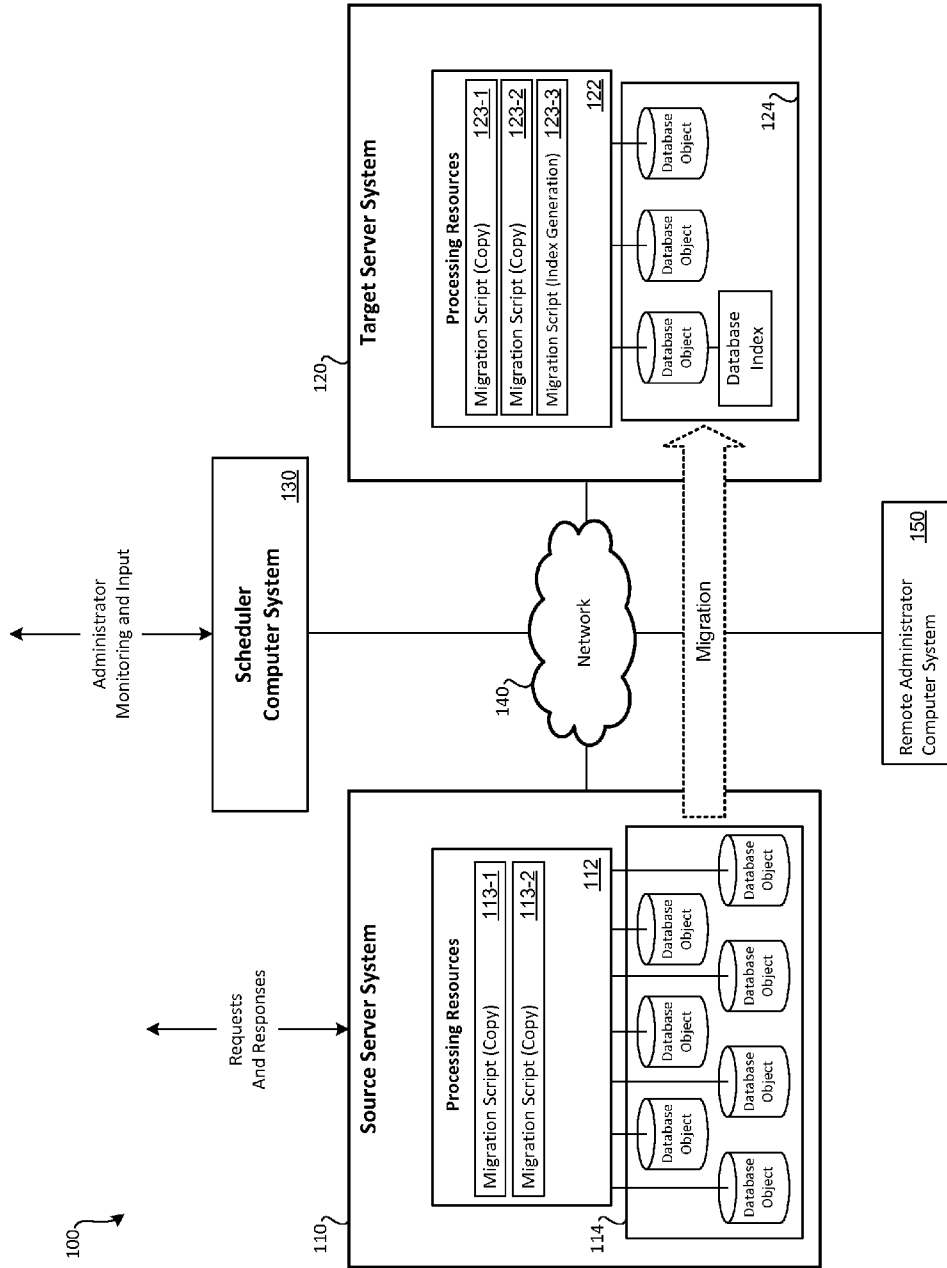 100
Requests
And Responses
Administrator
Monitoring and Input
110
Source Server System
Processing Resources
Migration Script (Copy) 113-1
Migration Script (Copy) 113-2
112
114
Database
Object
Database
Object
Database
Object
Database
Object
Database
Object
Database
Object
Database
Object
Scheduler
Computer System
130
140
Network
Migration
Remote Administrator
Computer System
150
120
Target Server System
Processing Resources
Migration Script (Copy) 123-1
Migration Script (Copy) 123-2
Migration Script (Index Generation) 123-3
122
Database
Object
Database
Object
Database
Object
Database
Index
124